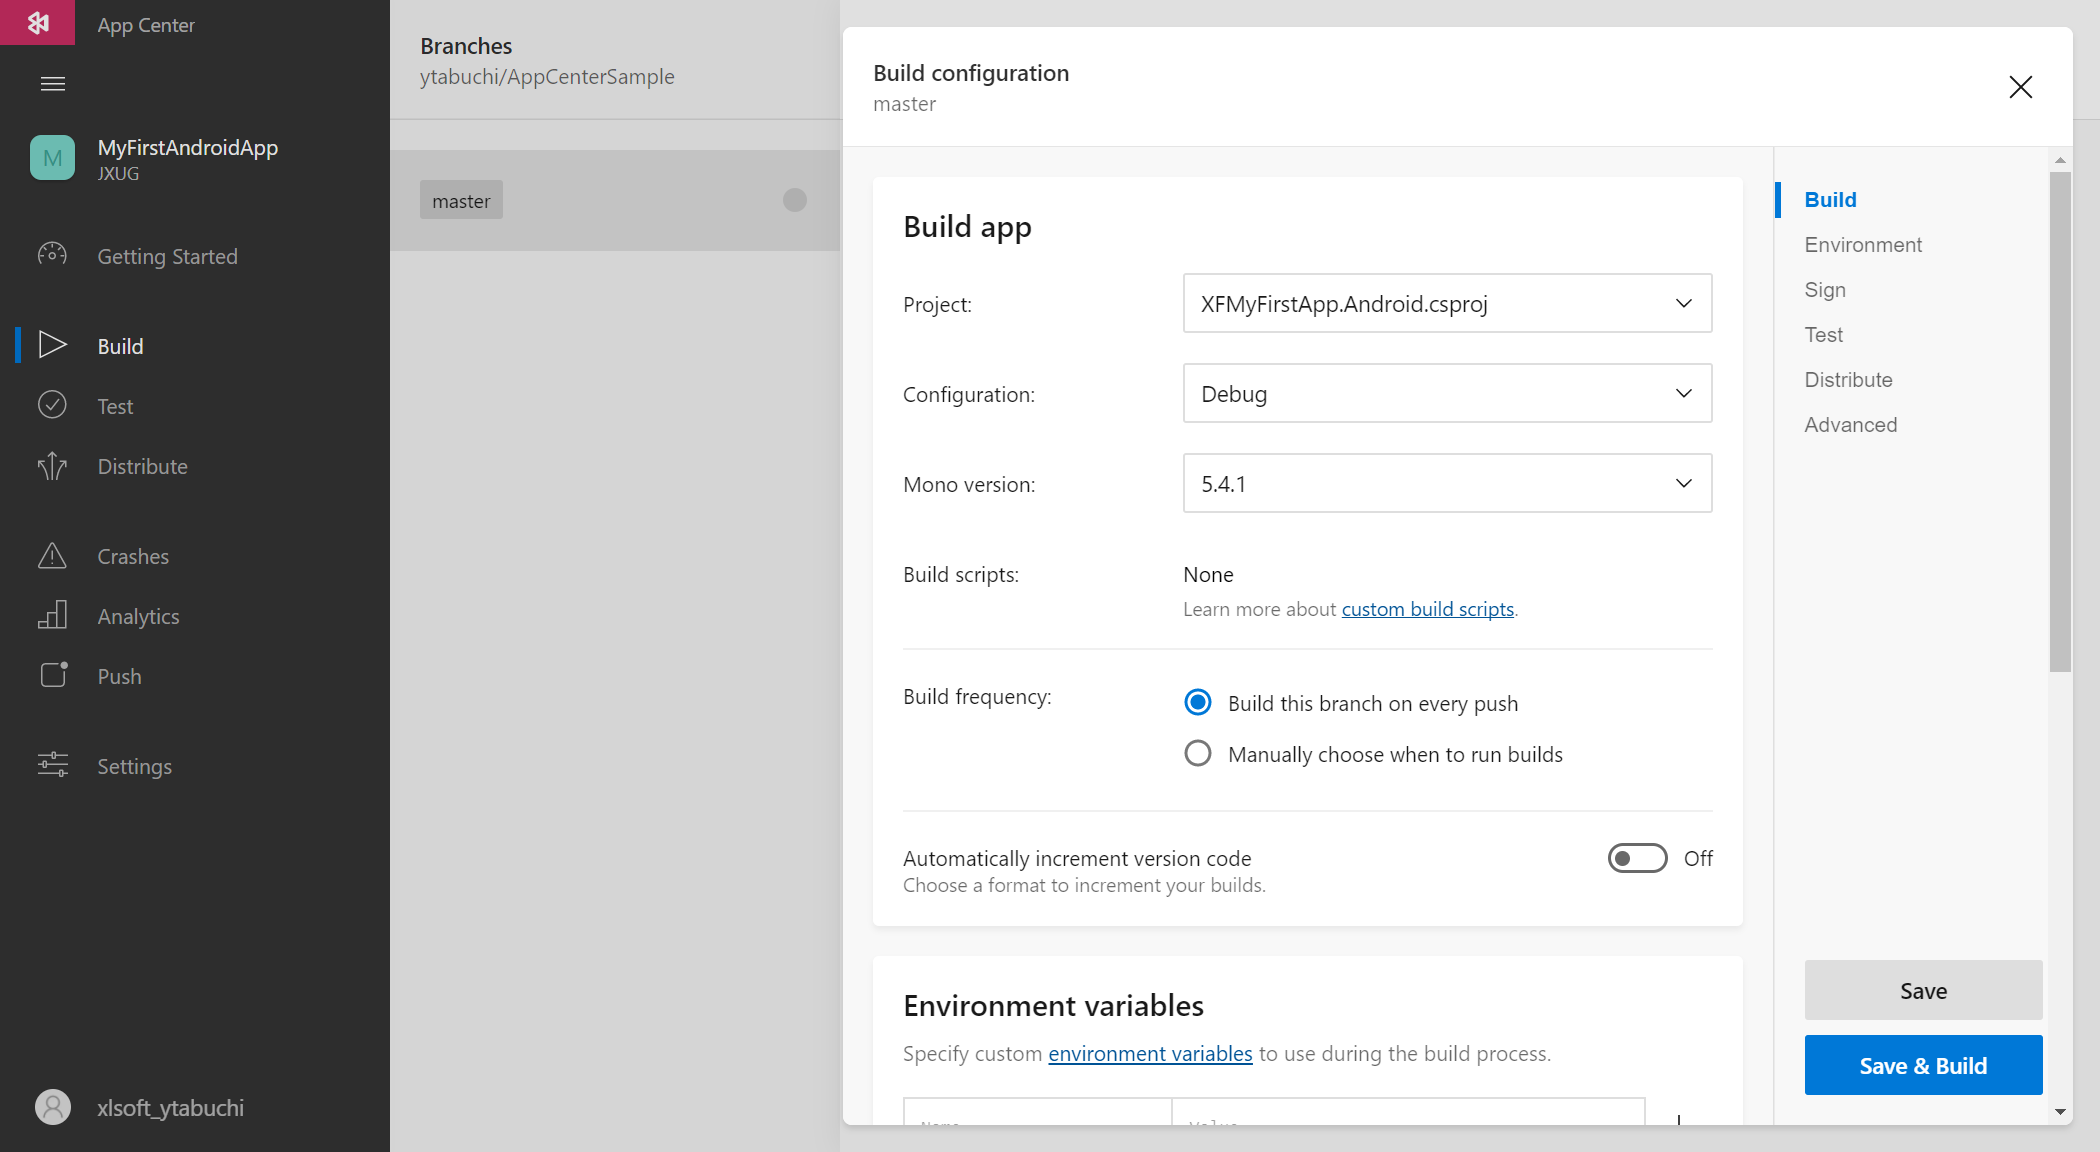 App Center
M
MyFirstAndroidApp
JXUG
Getting Started
Build
Test
Distribute
Crashes
Analytics
Push
Settings
xlsoft_ytabuchi
Branches
ytabuchi/AppCenterSample
master
Build configuration
master
Build app
Project:
XFMyFirstApp.Android.csproj
Configuration:
Debug
Mono version:
5.4.1
Build scripts:
None
Learn more about custom build scripts.
Build frequency:
Build this branch on every push
Manually choose when to run builds
Automatically increment version code
Off
Choose a format to increment your builds.
Environment variables
Specify custom environment variables to use during the build process.
Build
Environment
Sign
Test
Distribute
Advanced
Save
Save & Build